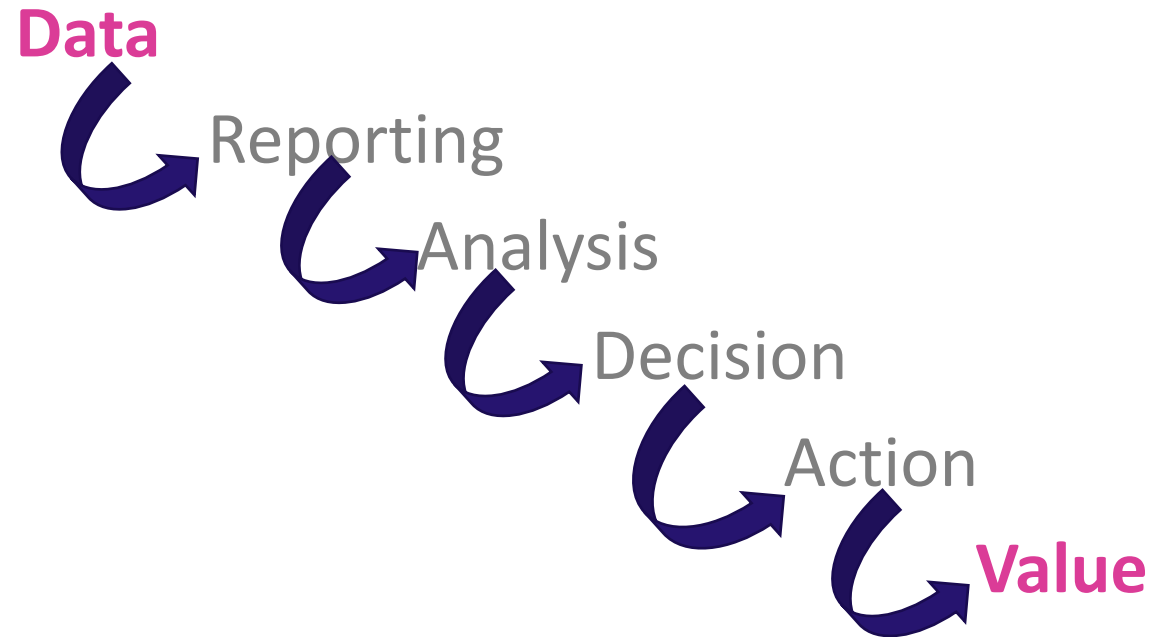 Data
Reporting
Analysis
Decision
Action
Value